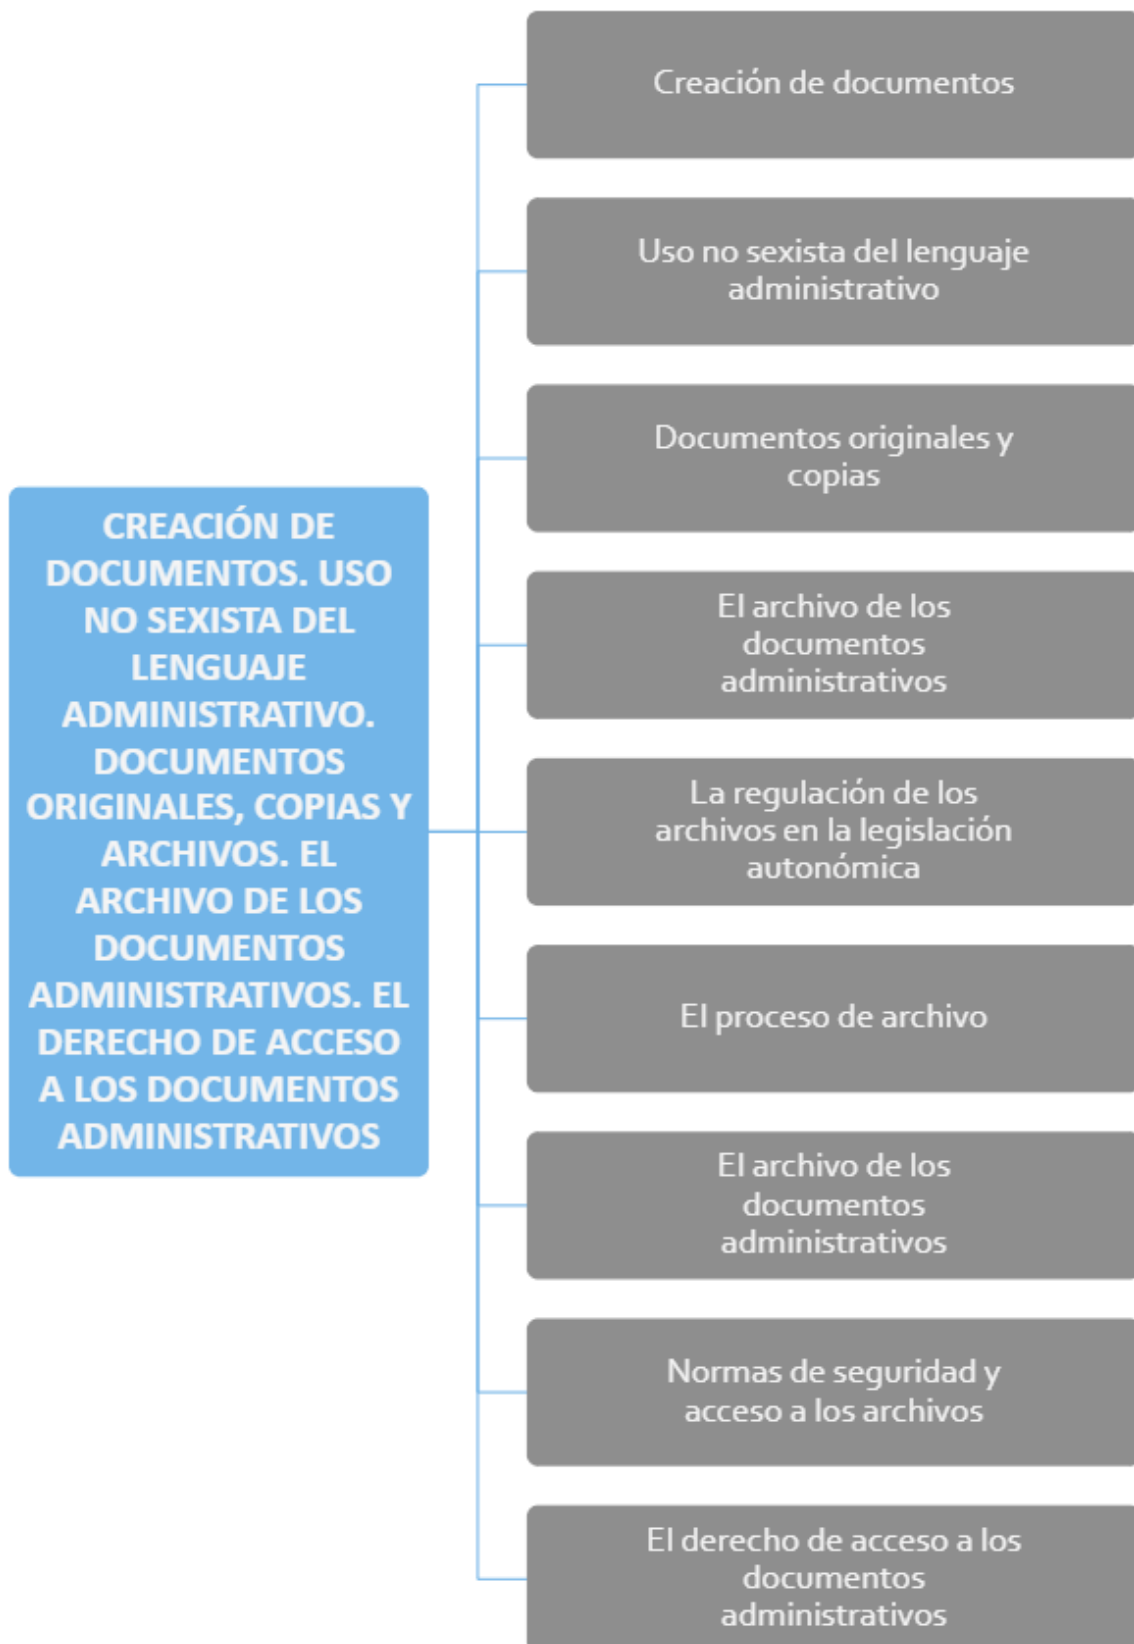 CREACIÓN DE
DOCUMENTOS. USO
NO SEXISTA DEL
LENGUAJE
ADMINISTRATIVO.
DOCUMENTOS
ORIGINALES, COPIAS Y
ARCHIVOS. EL
ARCHIVO DE LOS
DOCUMENTOS
ADMINISTRATIVOS. EL
DERECHO DE ACCESO
A LOS DOCUMENTOS
ADMINISTRATIVOS
Creación de documentos
Uso no sexista del lenguaje
administrativo
Documentos originales y
copias
El archivo de los
documentos
administrativos
La regulación de los
archivos en la legislación
autonómica
El proceso de archivo
El archivo de los
documentos
administrativos
Normas de seguridad y
acceso a los archivos
El derecho de acceso a los
documentos
administrativos